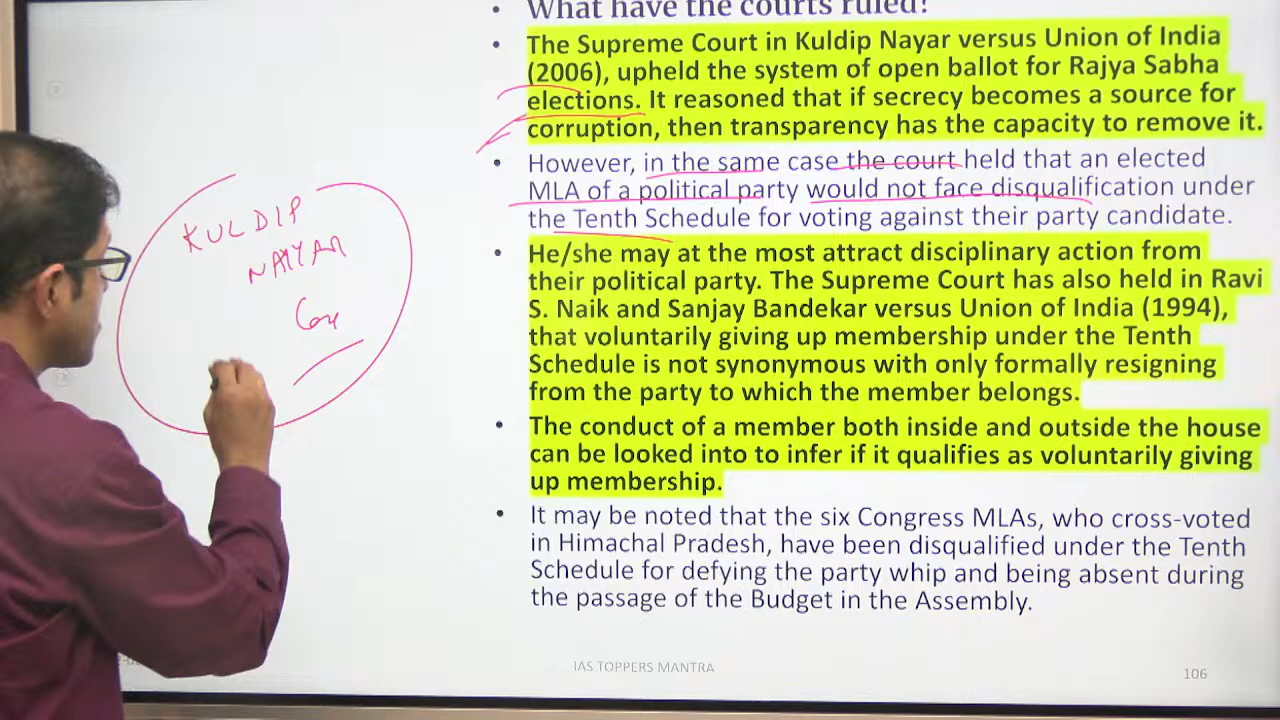 • What have the courts ruled?
• The Supreme Court in Kuldip Nayar versus Union of India
(2006), upheld the system of open ballot for Rajya Sabha
elections. It reasoned that if secrecy becomes a source for
corruption, then transparency has the capacity to remove it.
• However, in the same case the court held that an elected
MLA of a political party would not face disqualification under
the Tenth Schedule for voting against their party candidate.
• He/she may at the most attract disciplinary action from
their political party. The Supreme Court has also held in Ravi
S. Naik and Sanjay Bandekar versus Union of India (1994),
that voluntarily giving up membership under the Tenth
Schedule is not synonymous with only formally resigning
from the party to which the member belongs.
• The conduct of a member both inside and outside the house
can be looked into to infer if it qualifies as voluntarily giving
up membership.
• It may be noted that the six Congress MLAs, who cross-voted
in Himachal Pradesh, have been disqualified under the Tenth
Schedule for defying the party whip and being absent during
the passage of the Budget in the Assembly.
KULDIP
NAYYAR
Case
IAS TOPPERS MANTRA
106